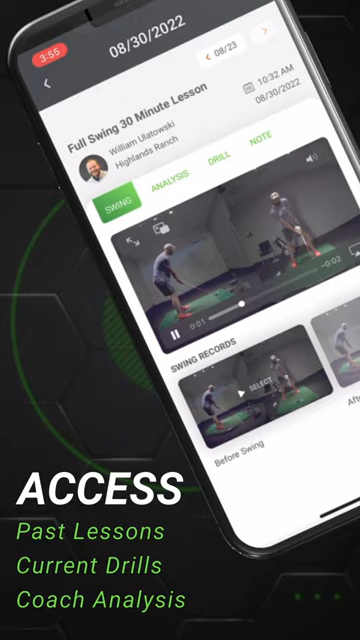 3:55
08/30/2022
08/23
Full Swing 30 Minute Lesson
William Ulatowski
Highlands Ranch
10:32 AM
08/30/2022
SWING
ANALYSIS
DRILL
NOTE
0:01
-0:02
SWING RECORDS
SELECT
Before Swing
ACCESS
Past Lessons
Current Drills
Coach Analysis